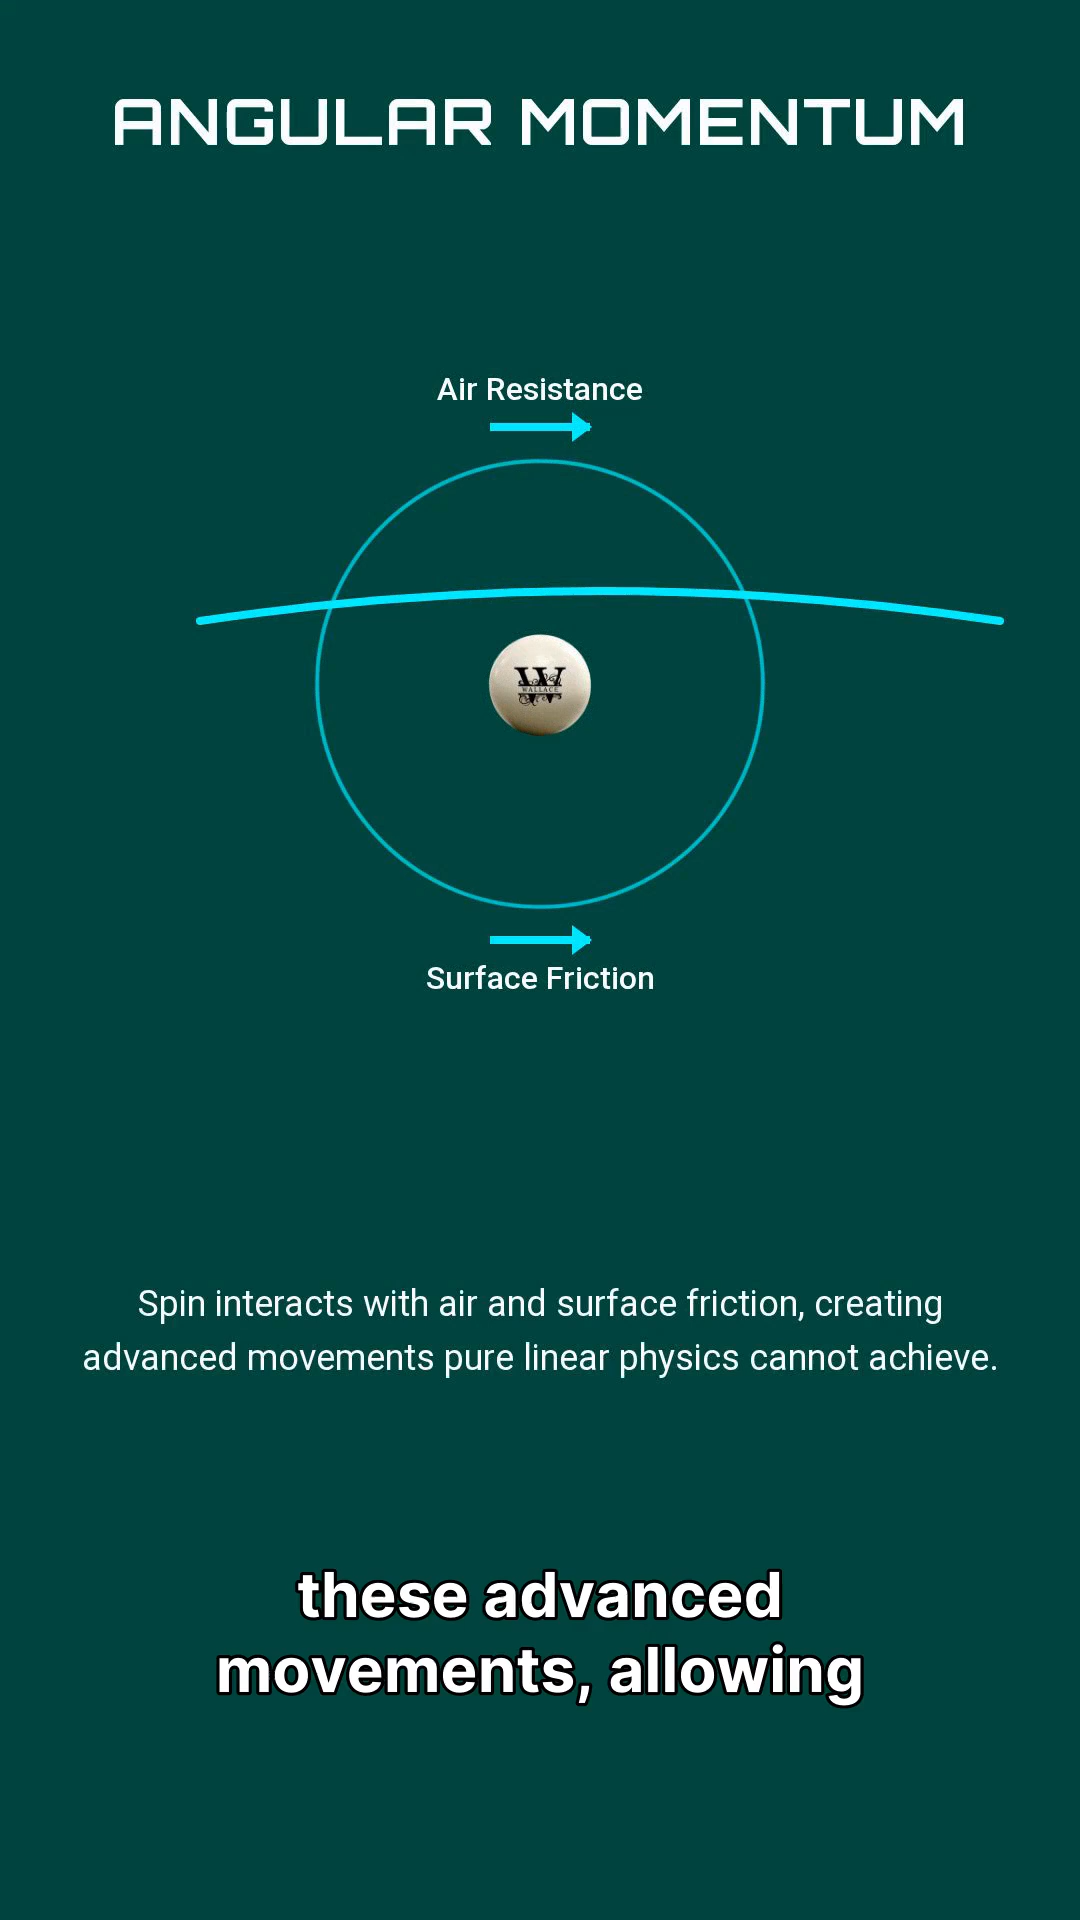 ANGULAR MOMENTUM
Air Resistance
W
WALLACE
Surface Friction
Spin interacts with air and surface friction, creating
advanced movements pure linear physics cannot achieve.
these advanced
movements, allowing